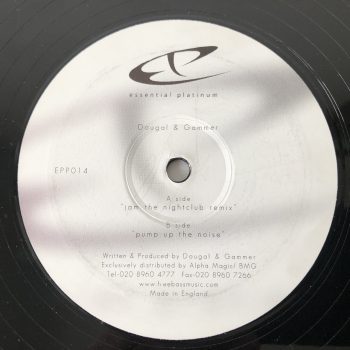 essential platinum
Dougal & Gammer
EPP014
A side
"jam the nightclub remix"
B side
"pump up the noise"
Written & Produced by Dougal & Gammer
Exclusively distributed by Alpha Magic/ BMG
Tel-020 8960 4777 Fax-020 8960 7266
www.hivebassmusic.com
Made in England.